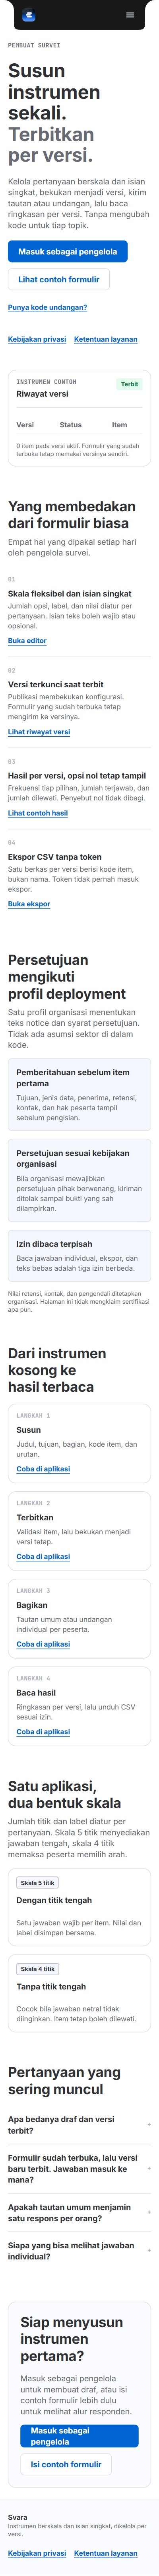 PEMBUAT SURVEI
Susun
instrumen
sekali.
Terbitkan
per versi.
Kelola pertanyaan berskala dan isian
singkat, bekukan menjadi versi, kirim
tautan atau undangan, lalu baca
ringkasan per versi. Tanpa mengubah
kode untuk tiap topik.
Masuk sebagai pengelola
Lihat contoh formulir
Punya kode undangan?
Kebijakan privasi Ketentuan layanan
INSTRUMEN CONTOH
Riwayat versi
Terbit
Versi Status Item
0 item pada versi aktif. Formulir yang sudah
terbuka tetap memakai versinya sendiri.
Yang membedakan
dari formulir biasa
Empat hal yang dipakai setiap hari
oleh pengelola survei.
01
Skala fleksibel dan isian singkat
Jumlah opsi, label, dan nilai diatur per
pertanyaan. Isian teks boleh wajib atau
opsional.
Buka editor
02
Versi terkunci saat terbit
Publikasi membekukan konfigurasi.
Formulir yang sudah terbuka tetap
mengirim ke versinya.
Lihat riwayat versi
03
Hasil per versi, opsi nol tetap tampil
Frekuensi tiap pilihan, jumlah terjawab, dan
jumlah dilewati. Penyebut nol tidak dibagi.
Lihat contoh hasil
04
Ekspor CSV tanpa token
Satu berkas per versi berisi kode item,
bukan nama. Token tidak pernah masuk
ekspor.
Buka ekspor
Persetujuan
mengikuti
profil deployment
Satu profil organisasi menentukan
teks notice dan syarat persetujuan.
Tidak ada asumsi sektor di dalam
kode.
Pemberitahuan sebelum item
pertama
Tujuan, jenis data, penerima, retensi,
kontak, dan hak peserta tampil
sebelum pengisian.
Persetujuan sesuai kebijakan
organisasi
Bila organisasi mewajibkan
persetujuan pihak berwenang, kiriman
ditolak sampai bukti yang sah
dilampirkan.
Izin dibaca terpisah
Baca jawaban individual, ekspor, dan
teks bebas adalah tiga izin berbeda.
Nilai retensi, kontak, dan pengendali ditetapkan
organisasi. Halaman ini tidak mengklaim sertifikasi
apa pun.
Dari instrumen
kosong ke
hasil terbaca
LANGKAH 1
Susun
Judul, tujuan, bagian, kode item, dan
urutan.
Coba di aplikasi
LANGKAH 2
Terbitkan
Validasi item, lalu bekukan menjadi
versi tetap.
Coba di aplikasi
LANGKAH 3
Bagikan
Tautan umum atau undangan
individual per peserta.
Coba di aplikasi
LANGKAH 4
Baca hasil
Ringkasan per versi, lalu unduh CSV
sesuai izin.
Coba di aplikasi
Satu aplikasi,
dua bentuk skala
Jumlah titik dan label diatur per
pertanyaan. Skala 5 titik menyediakan
jawaban tengah, skala 4 titik
memaksa peserta memilih arah.
Skala 5 titik
Dengan titik tengah
Satu jawaban wajib per item. Nilai dan
label disimpan bersama.
Skala 4 titik
Tanpa titik tengah
Cocok bila jawaban netral tidak
diinginkan. Item tetap boleh dilewati.
Pertanyaan yang
sering muncul
Apa bedanya draf dan versi
terbit?
+
Formulir sudah terbuka, lalu versi
baru terbit. Jawaban masuk ke
mana?
+
Apakah tautan umum menjamin
satu respons per orang?
+
Siapa yang bisa melihat jawaban
individual?
+
Siap menyusun
instrumen
pertama?
Masuk sebagai pengelola
untuk membuat draf, atau isi
contoh formulir lebih dulu
untuk melihat alur responden.
Masuk sebagai
pengelola
Isi contoh formulir
Svara
Instrumen berskala dan isian singkat, dikelola per
versi.
Kebijakan privasi Ketentuan layanan